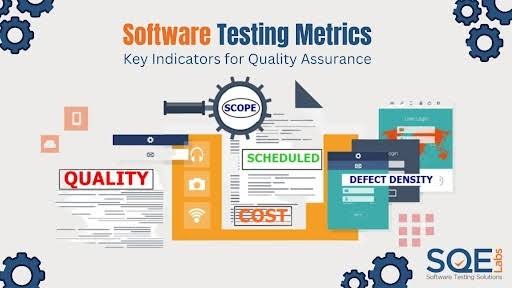 Software Testing Metrics
Key Indicators for Quality Assurance
SCOPE
User Login
Login
QUALITY
SCHEDULED
DEFECT DENSITY
COST
SQE Labs
Software Testing Solutions